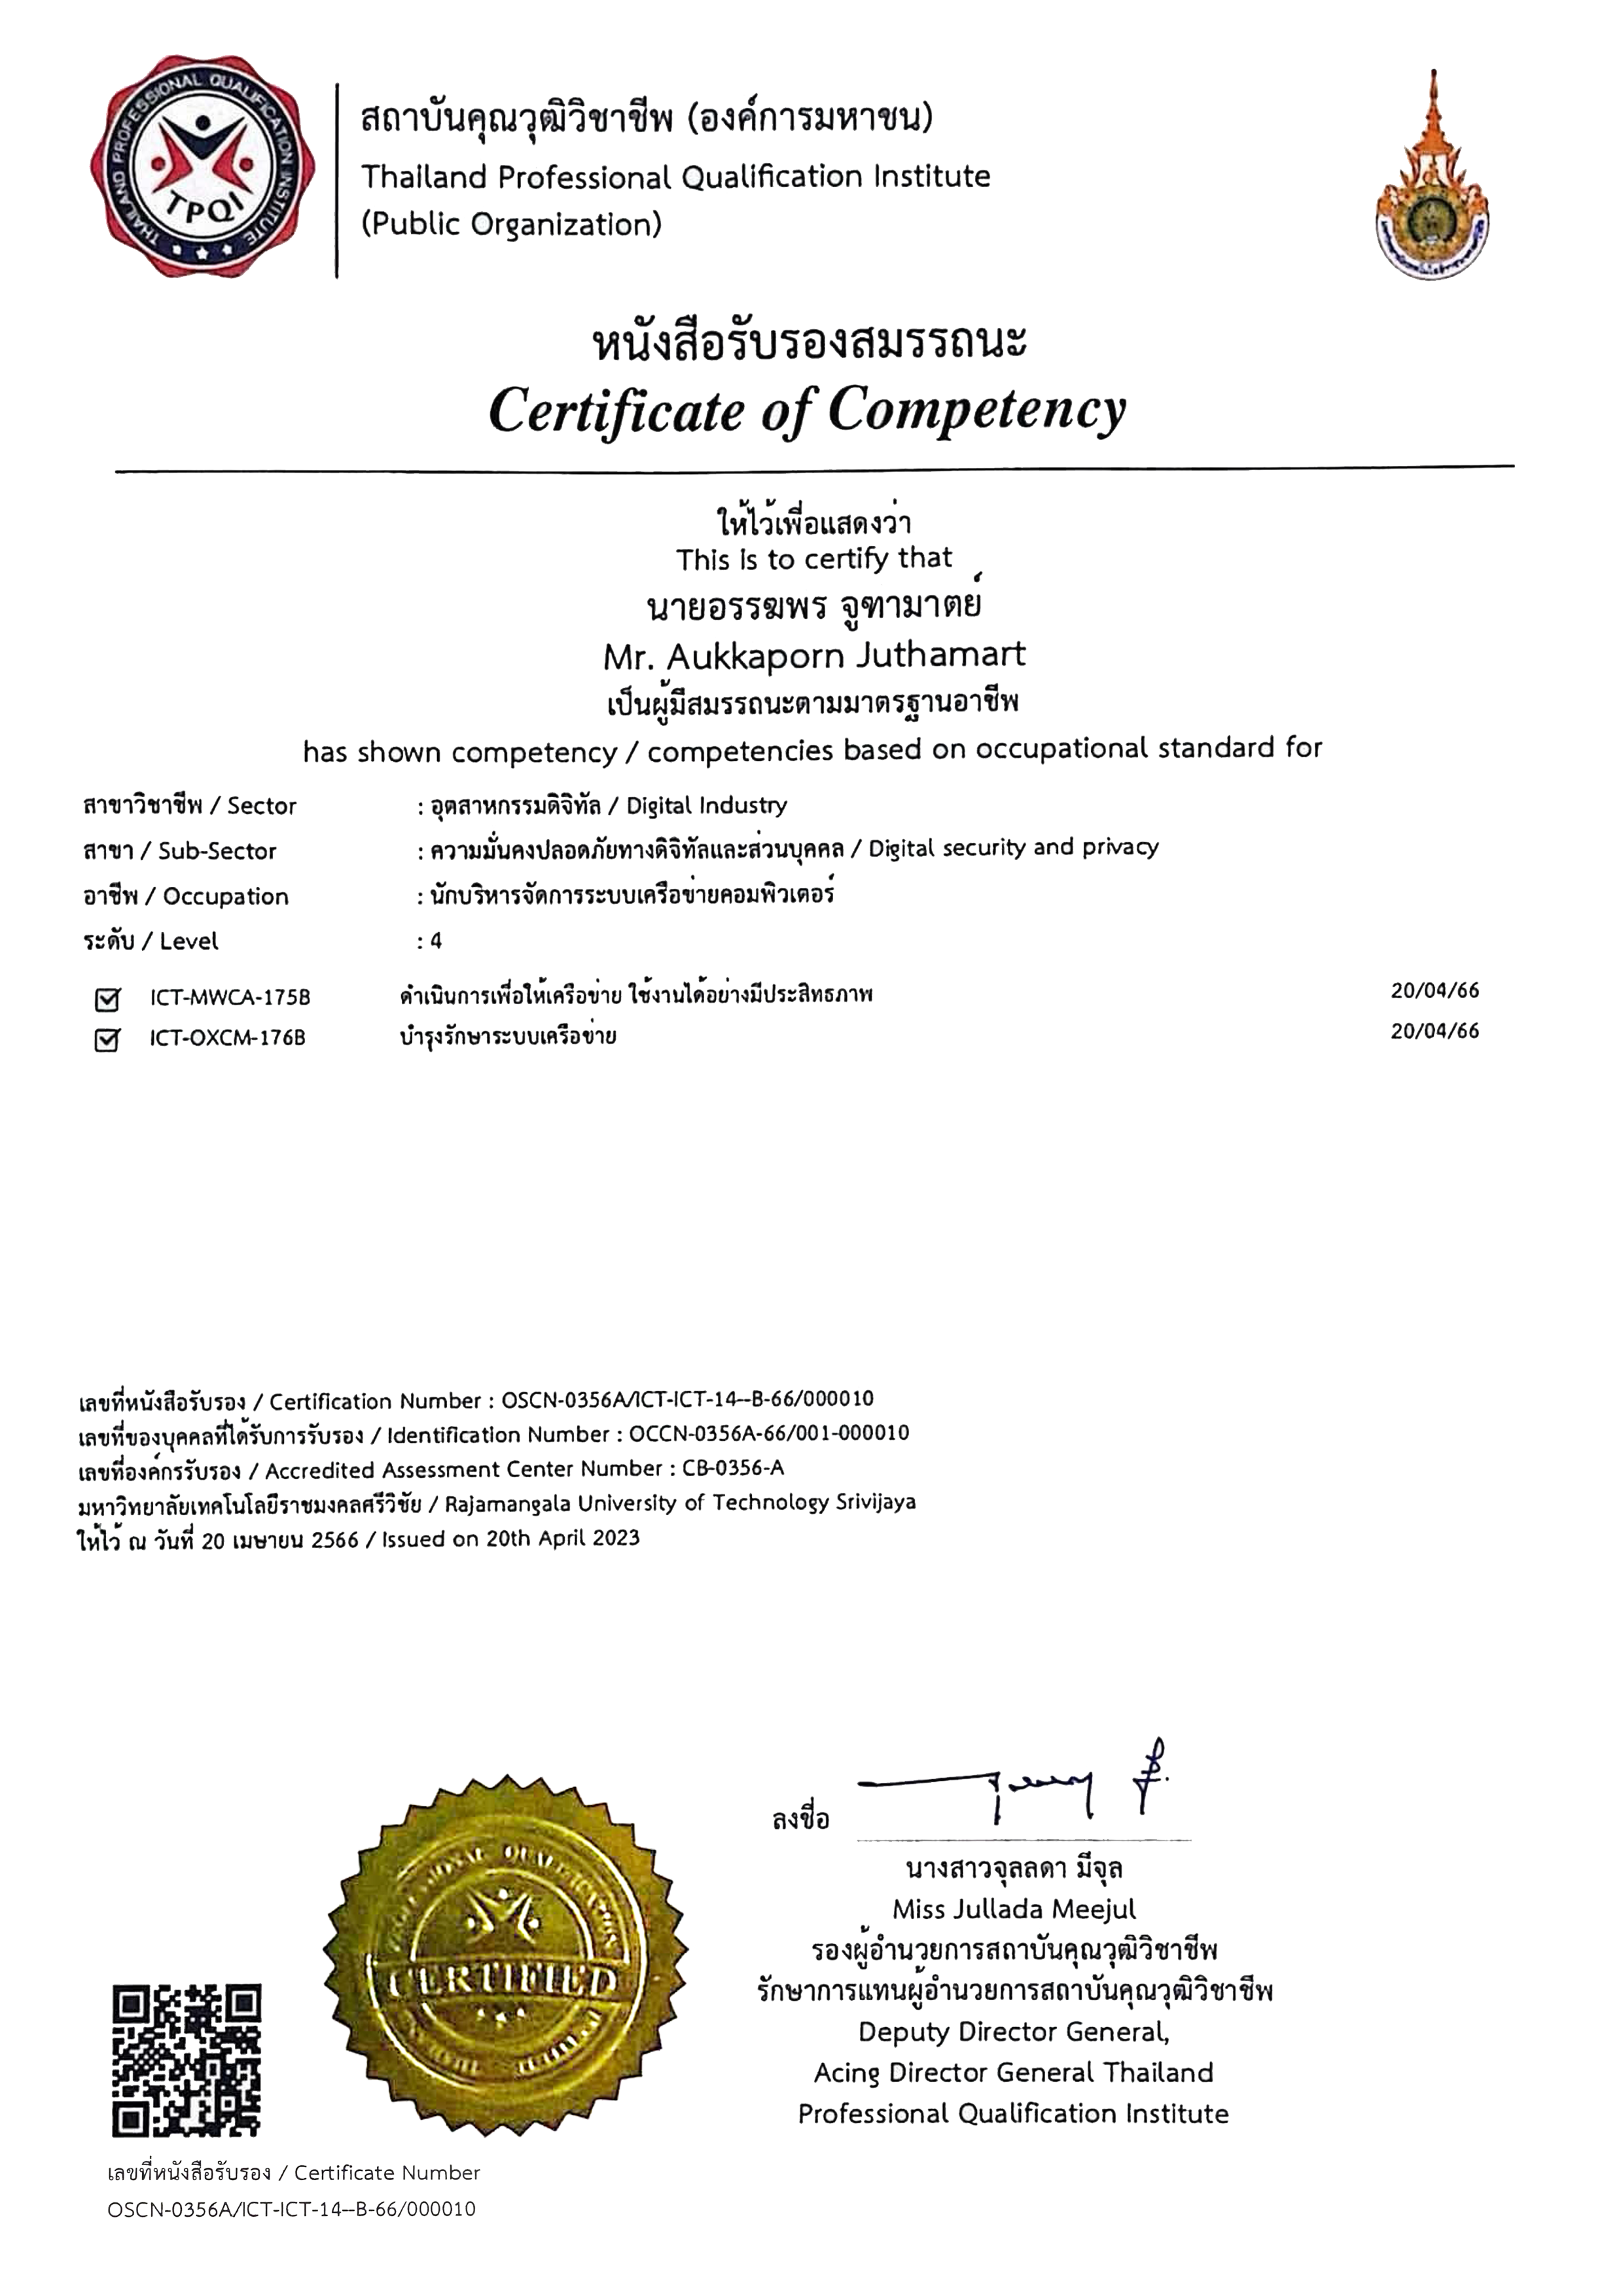 THAILAND PROFESSIONAL QUALIFICATION INSTITUTE
TPQI
สถาบันคุณวุฒิวิชาชีพ (องค์การมหาชน)
Thailand Professional Qualification Institute
(Public Organization)
หนังสือรับรองสมรรถนะ
Certificate of Competency
ให้ไว้เพื่อแสดงว่า
This is to certify that
นายอรรฆพร จูฑามาตย์
Mr. Aukkaporn Juthamart
เป็นผู้มีสมรรถนะตามมาตรฐานอาชีพ
has shown competency / competencies based on occupational standard for
สาขาวิชาชีพ / Sector : อุตสาหกรรมดิจิทัล / Digital Industry
สาขา / Sub-Sector : ความมั่นคงปลอดภัยทางดิจิทัลและส่วนบุคคล / Digital security and privacy
อาชีพ / Occupation : นักบริหารจัดการระบบเครือข่ายคอมพิวเตอร์
ระดับ / Level : 4
ICT-MWCA-175B ดำเนินการเพื่อให้เครือข่าย ใช้งานได้อย่างมีประสิทธภาพ 20/04/66
ICT-OXCM-176B บำรุงรักษาระบบเครือข่าย 20/04/66
เลขที่หนังสือรับรอง / Certification Number : OSCN-0356A/ICT-ICT-14--B-66/000010
เลขที่ของบุคคลที่ได้รับการรับรอง / Identification Number : OCCN-0356A-66/001-000010
เลขที่องค์กรรับรอง / Accredited Assessment Center Number : CB-0356-A
มหาวิทยาลัยเทคโนโลยีราชมงคลศรีวิชัย / Rajamangala University of Technology Srivijaya
ให้ไว้ ณ วันที่ 20 เมษายน 2566 / Issued on 20th April 2023
ลงชื่อ
นางสาวจุลลดา มีจุล
Miss Jullada Meejul
รองผู้อำนวยการสถาบันคุณวุฒิวิชาชีพ
รักษาการแทนผู้อำนวยการสถาบันคุณวุฒิวิชาชีพ
Deputy Director General,
Acing Director General Thailand
Professional Qualification Institute
CERTIFIED
เลขที่หนังสือรับรอง / Certificate Number
OSCN-0356A/ICT-ICT-14--B-66/000010